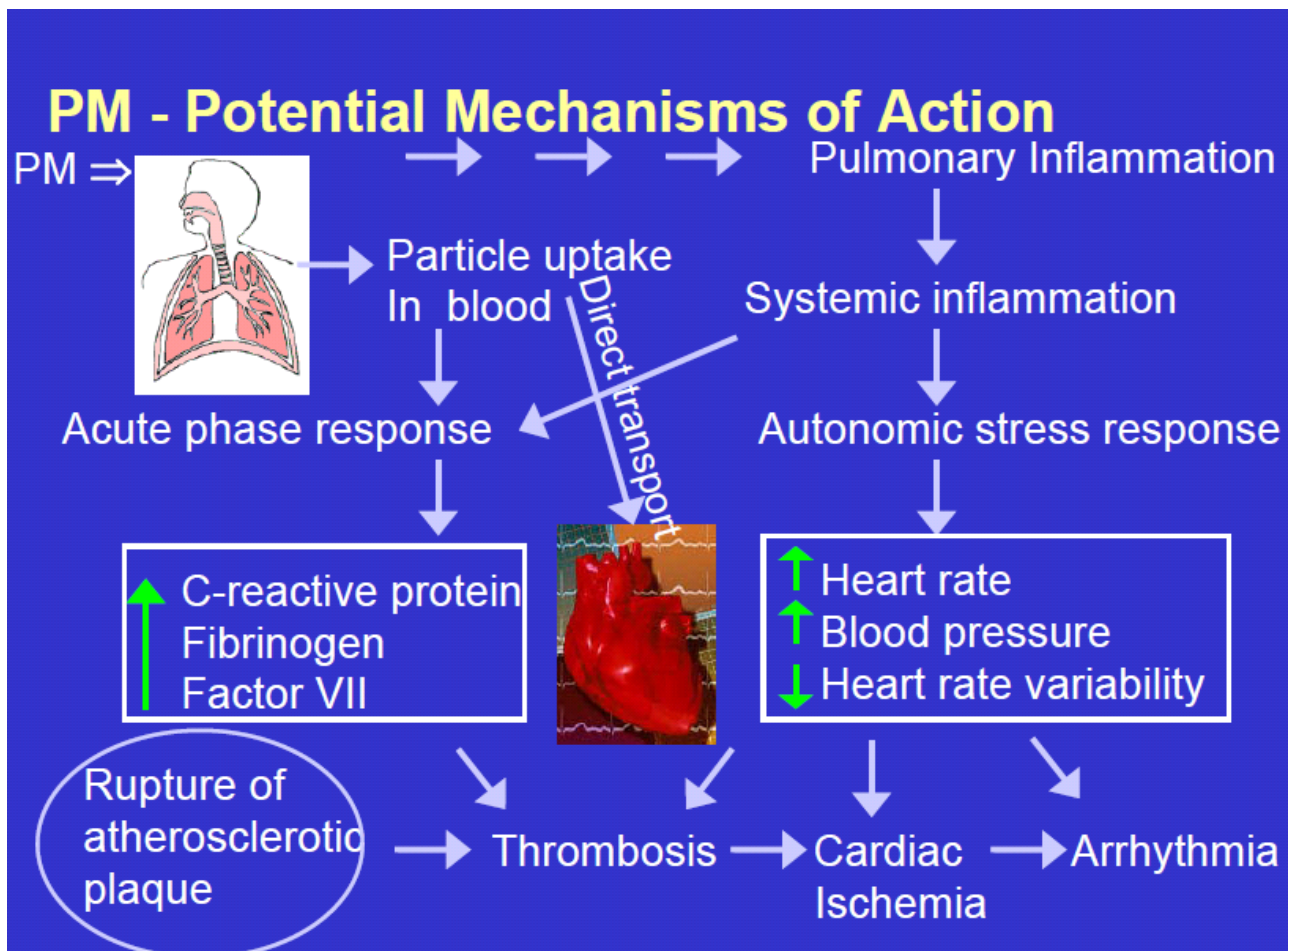 PM - Potential Mechanisms of Action
PM ⇒
Pulmonary Inflammation
Particle uptake
In blood
Direct transport
Systemic inflammation
Acute phase response
Autonomic stress response
C-reactive protein
Fibrinogen
Factor VII
Heart rate
Blood pressure
Heart rate variability
Rupture of
atherosclerotic
plaque
Thrombosis
Cardiac
Ischemia
Arrhythmia